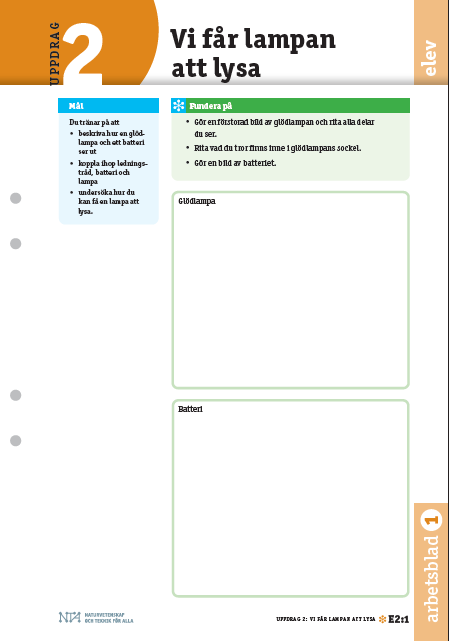 UPPDRAG
2
Vi får lampan
att lysa
elev
Mål
Du tränar på att
• beskriva hur en glöd-
lampa och ett batteri
ser ut
• koppla ihop lednings-
tråd, batteri och
lampa
• undersöka hur du
kan få en lampa att
lysa.
Fundera på
• Gör en förstorad bild av glödlampan och rita alla delar
du ser.
• Rita vad du tror finns inne i glödlampans sockel.
• Gör en bild av batteriet.
Glödlampa
Batteri
arbetsblad 1
NTA NATURVETENSKAP
OCH TEKNIK FÖR ALLA
UPPDRAG 2: VI FÅR LAMPAN ATT LYSA E2:1